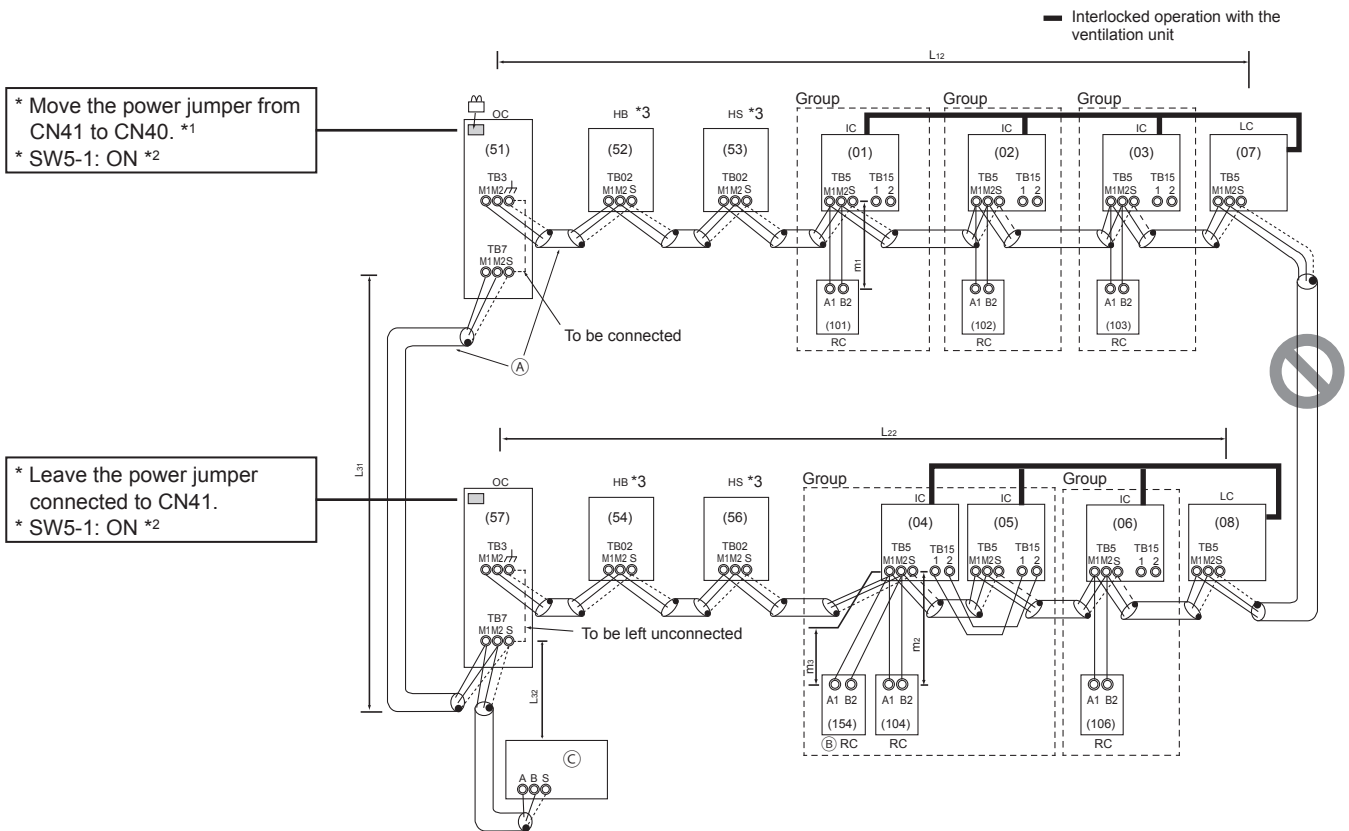 Interlocked operation with the
ventilation unit
L12
* Move the power jumper from
CN41 to CN40. *1
* SW5-1: ON *2
OC
(51)
TB3
M1M2
TB7
M1M2S
HB *3
(52)
TB02
M1M2 S
HS *3
(53)
TB02
M1M2 S
Group
IC
(01)
TB5 TB15
M1M2S 1 2
m1
A1 B2
(101)
RC
Group
IC
(02)
TB5 TB15
M1M2S 1 2
A1 B2
(102)
RC
Group
IC
(03)
TB5 TB15
M1M2S 1 2
A1 B2
(103)
RC
LC
(07)
TB5
M1M2S
To be connected
A
L31
L22
* Leave the power jumper
connected to CN41.
* SW5-1: ON *2
OC
(57)
TB3
M1M2
TB7
M1M2 S
To be left unconnected
HB *3
(54)
TB02
M1M2 S
HS *3
(56)
TB02
M1M2 S
Group
IC
(04)
TB5 TB15
M1M2S 1 2
IC
(05)
TB5 TB15
M1M2S 1 2
m3
m2
A1 B2
(154)
B RC
A1 B2
(104)
RC
Group
IC
(06)
TB5 TB15
M1M2S 1 2
A1 B2
(106)
RC
LC
(08)
TB5
M1M2S
L32
C
A B S